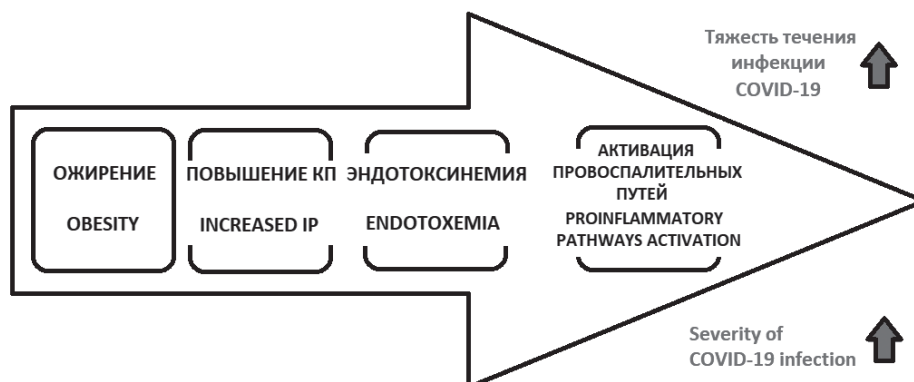 Тяжесть течения
инфекции
COVID-19
ОЖИРЕНИЕ
OBESITY
ПОВЫШЕНИЕ КП
INCREASED IP
ЭНДОТОКСИНЕМИЯ
ENDOTOXEMIA
АКТИВАЦИЯ
ПРОВОСПАЛИТЕЛЬНЫХ
ПУТЕЙ
PROINFLAMMATORY
PATHWAYS ACTIVATION
Severity of
COVID-19 infection